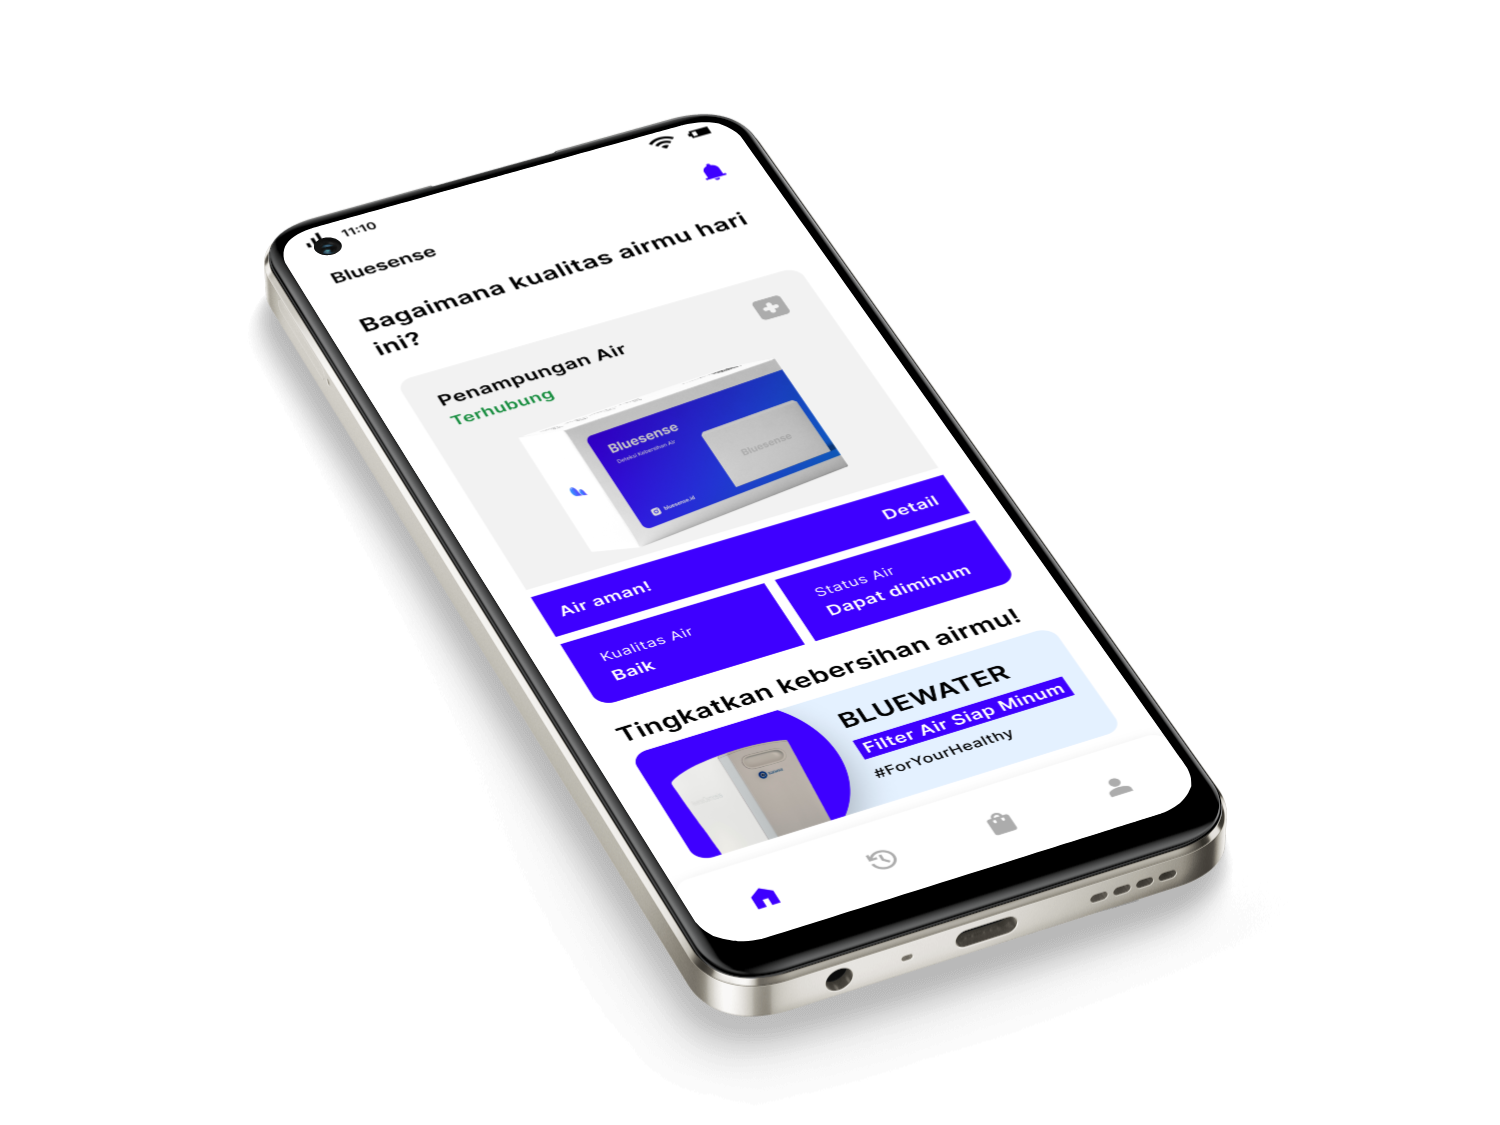 11:10
Bluesense
Bagaimana kualitas airmu hari
ini?
Penampungan Air
Terhubung
Bluesense
Deteksi Kebersihan Air
Bluesense
bluesense.id
Air aman!
Detail
Kualitas Air
Baik
Status Air
Dapat diminum
Tingkatkan kebersihan airmu!
BLUEWATER
Filter Air Siap Minum
#ForYourHealthy